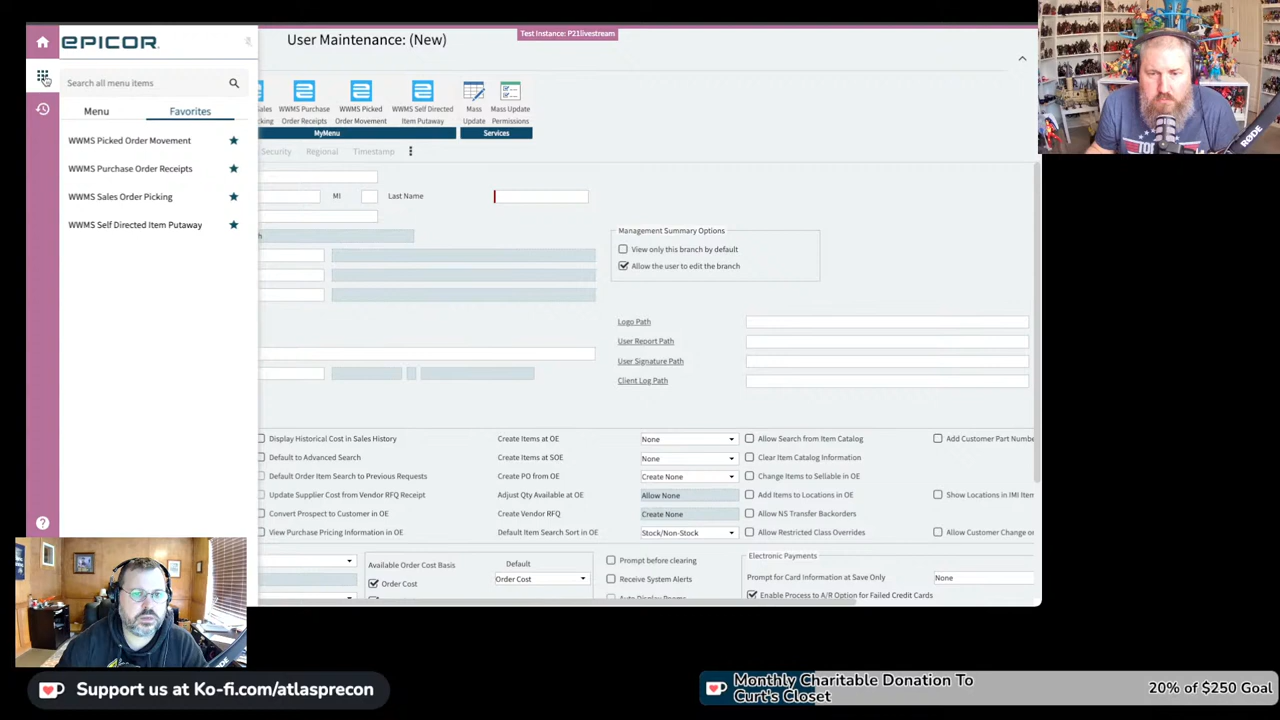 EPICOR
User Maintenance: (New)
Test Instance: P21livestream
Search all menu items
Menu
Favorites
WWMS Picked Order Movement
WWMS Purchase Order Receipts
WWMS Sales Order Picking
WWMS Self Directed Item Putaway
WWMS Purchase
Order Receipts
WWMS Picked
Order Movement
WWMS Self Directed
Item Putaway
Mass
Update
Mass Update
Permissions
MyMenu
Services
Security
Regional
Timestamp
MI
Last Name
Management Summary Options
View only this branch by default
Allow the user to edit the branch
Logo Path
User Report Path
User Signature Path
Client Log Path
Display Historical Cost in Sales History
Default to Advanced Search
Default Order Item Search to Previous Requests
Update Supplier Cost from Vendor RFQ Receipt
Convert Prospect to Customer in OE
View Purchase Pricing Information in OE
Create Items at OE
None
Create Items at SOE
None
Create PO from OE
Create None
Adjust Qty Available at OE
Allow None
Create Vendor RFQ
Create None
Default Item Search Sort in OE
Stock/Non-Stock
Allow Search from Item Catalog
Clear Item Catalog Information
Change Items to Sellable in OE
Add Items to Locations in OE
Allow NS Transfer Backorders
Allow Restricted Class Overrides
Add Customer Part Numbe
Show Locations in IMI Item
Allow Customer Change o
Available Order Cost Basis
Order Cost
Default
Order Cost
Prompt before clearing
Receive System Alerts
Electronic Payments
Prompt for Card Information at Save Only
None
Enable Process to A/R Option for Failed Credit Cards
RØDE
Support us at Ko-fi.com/atlasprecon
Monthly Charitable Donation To
Curt's Closet
20% of $250 Goal